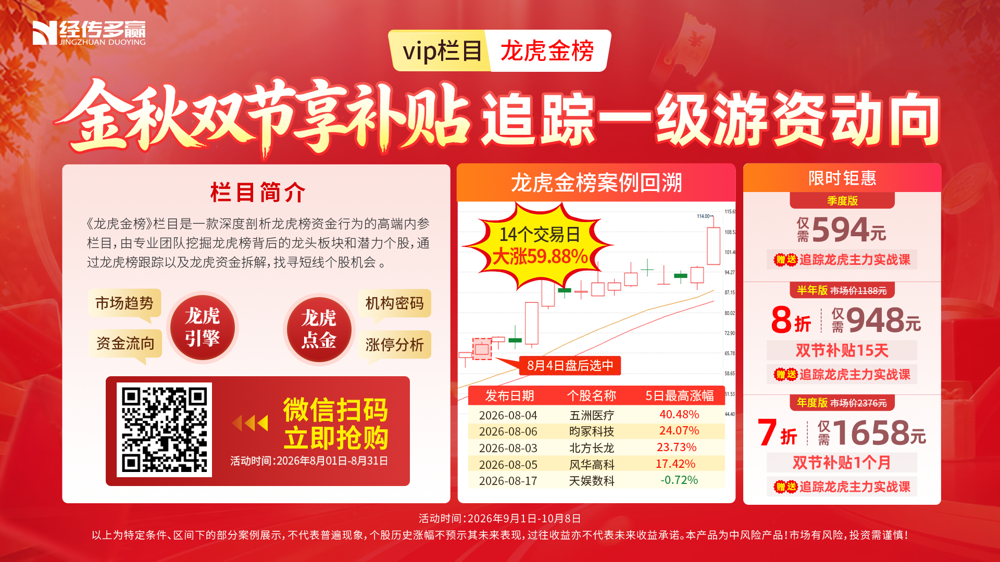 经传多赢
JINGZHUAN DUOYING
vip栏目 龙虎金榜
金秋双节享补贴 追踪一级游资动向
栏目简介
《龙虎金榜》栏目是一款深度剖析龙虎榜资金行为的高端内参
栏目，由专业团队挖掘龙虎榜背后的龙头板块和潜力个股，通
过龙虎榜跟踪以及龙虎资金拆解，找寻短线个股机会 。
市场趋势
资金流向
龙虎
引擎
龙虎
点金
机构密码
涨停分析
微信扫码
立即抢购
活动时间：2026年8月01日-8月31日
龙虎金榜案例回溯
14个交易日
大涨59.88%
114.00
115.6
108.5
101.4
94.27
87.15
80.02
72.90
65.78
58.65
51.53
44.40
8月4日盘后选中
发布日期 个股名称 5日最高涨幅
2026-08-04 五洲医疗 40.48%
2026-08-06 昀冢科技 24.07%
2026-08-03 北方长龙 23.73%
2026-08-05 风华高科 17.42%
2026-08-17 天娱数科 -0.72%
限时钜惠
季度版
仅需594元
赠送 追踪龙虎主力实战课
半年版 市场价1188元
8折 仅需948元
双节补贴15天
赠送 追踪龙虎主力实战课
年度版 市场价2376元
7折 仅需1658元
双节补贴1个月
赠送 追踪龙虎主力实战课
活动时间：2026年9月1日-10月8日
以上为特定条件、区间下的部分案例展示，不代表普遍现象，个股历史涨幅不预示其未来表现，过往收益亦不代表未来收益承诺。本产品为中风险产品！市场有风险，投资需谨慎！